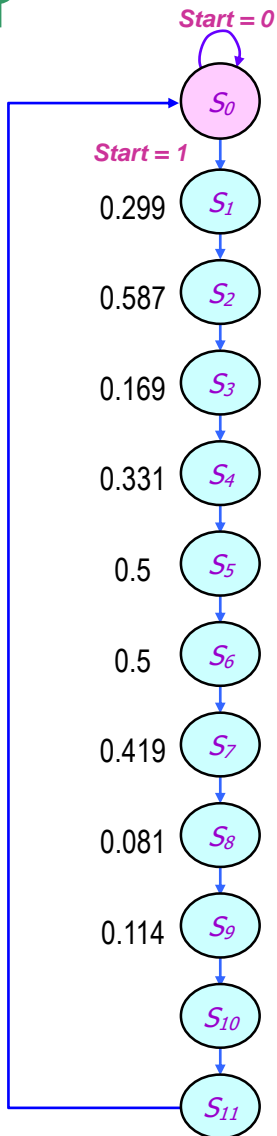 Start = 0
S0
Start = 1
0.299 S1
0.587 S2
0.169 S3
0.331 S4
0.5 S5
0.5 S6
0.419 S7
0.081 S8
0.114 S9
S10
S11